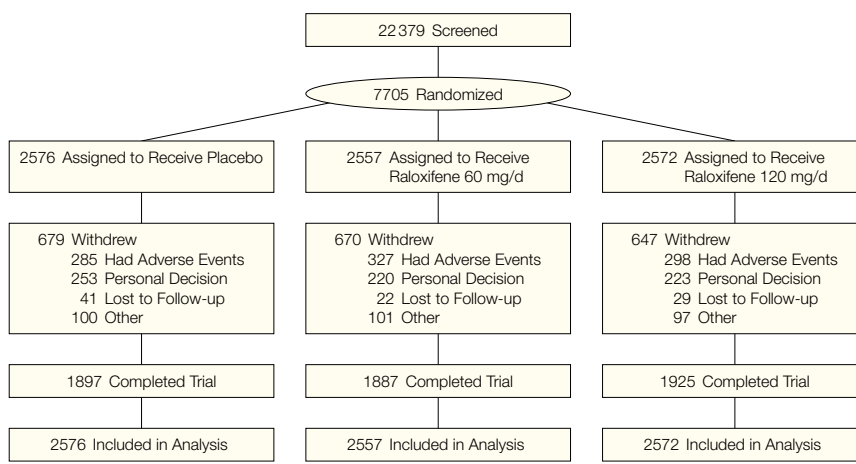 22 379 Screened
7705 Randomized
2576 Assigned to Receive Placebo
2557 Assigned to Receive
Raloxifene 60 mg/d
2572 Assigned to Receive
Raloxifene 120 mg/d
679 Withdrew
285 Had Adverse Events
253 Personal Decision
41 Lost to Follow-up
100 Other
670 Withdrew
327 Had Adverse Events
220 Personal Decision
22 Lost to Follow-up
101 Other
647 Withdrew
298 Had Adverse Events
223 Personal Decision
29 Lost to Follow-up
97 Other
1897 Completed Trial
1887 Completed Trial
1925 Completed Trial
2576 Included in Analysis
2557 Included in Analysis
2572 Included in Analysis